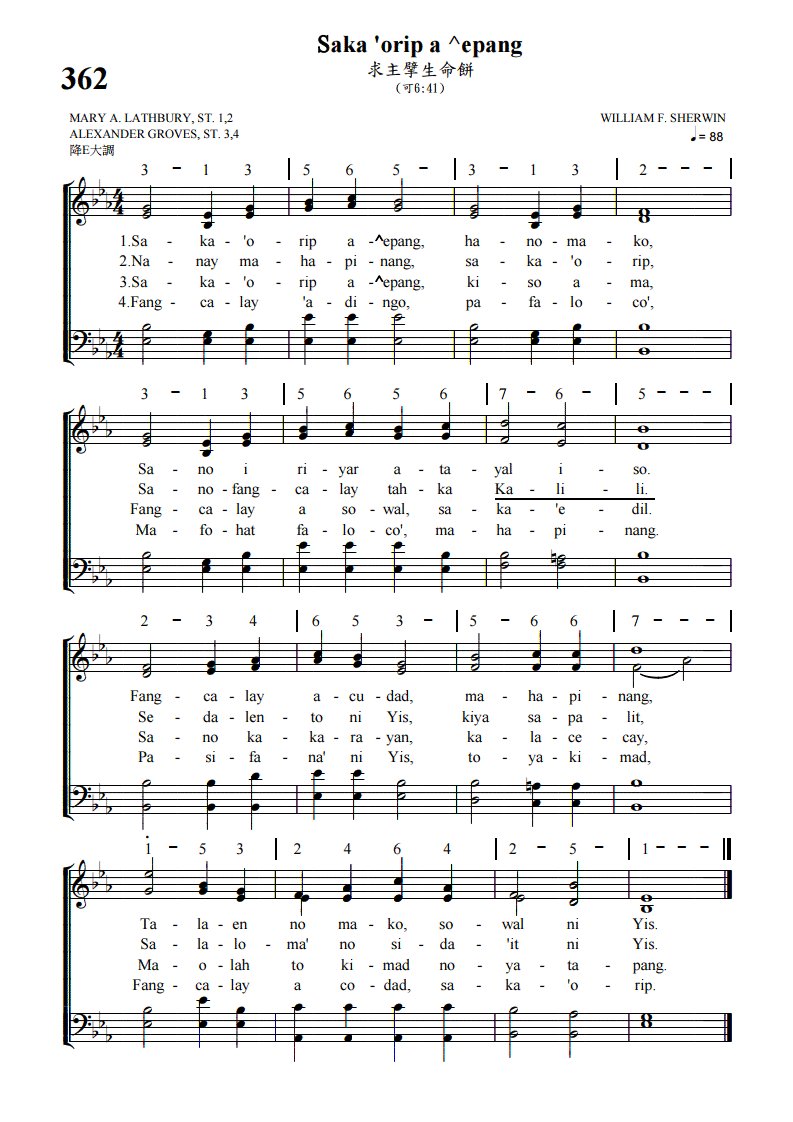 Saka 'orip a ^epang
求主擘生命餅
362
(可6:41)
MARY A. LATHBURY, ST. 1,2
WILLIAM F. SHERWIN
ALEXANDER GROVES, ST. 3,4
♩ = 88
降E大調
3 - 1 3 | 5 6 5 - | 3 - 1 3 | 2 - - - |
1.Sa - ka - 'o - rip a - ^epang, ha - no - ma - ko,
2.Na - nay ma - ha - pi - nang, sa - ka - 'o - rip,
3.Sa - ka - 'o - rip a - ^epang, ki - so a - ma,
4.Fang - ca - lay 'a - di - ngo, pa - fa - lo - co',
3 - 1 3 | 5 6 5 6 | 7 - 6 - | 5 - - - |
Sa - no i ri - yar a - ta - yal i - so.
Sa - no - fang - ca - lay tah - ka Ka - li - li.
Fang - ca - lay a so - wal, sa - ka - 'e - dil.
Ma - fo - hat fa - lo - co', ma - ha - pi - nang.
2 - 3 4 | 6 5 3 - | 5 - 6 6 | 7 - - - |
Fang - ca - lay a - cu - dad, ma - ha - pi - nang,
Se - da - len - to ni Yis, kiya sa - pa - lit,
Sa - no ka - ka - ra - yan, ka - la - ce - cay,
Pa - si - fa - na' ni Yis, to - ya - ki - mad,
1̇ - 5 3 | 2 4 6 4 | 2 - 5 - | 1 - - - ||
Ta - la - en no ma - ko, so - wal ni Yis.
Sa - la - lo - ma' no si - da - 'it ni Yis.
Ma - o - lah to ki - mad no - ya - ta - pang.
Fang - ca - lay a co - dad, sa - ka - 'o - rip.